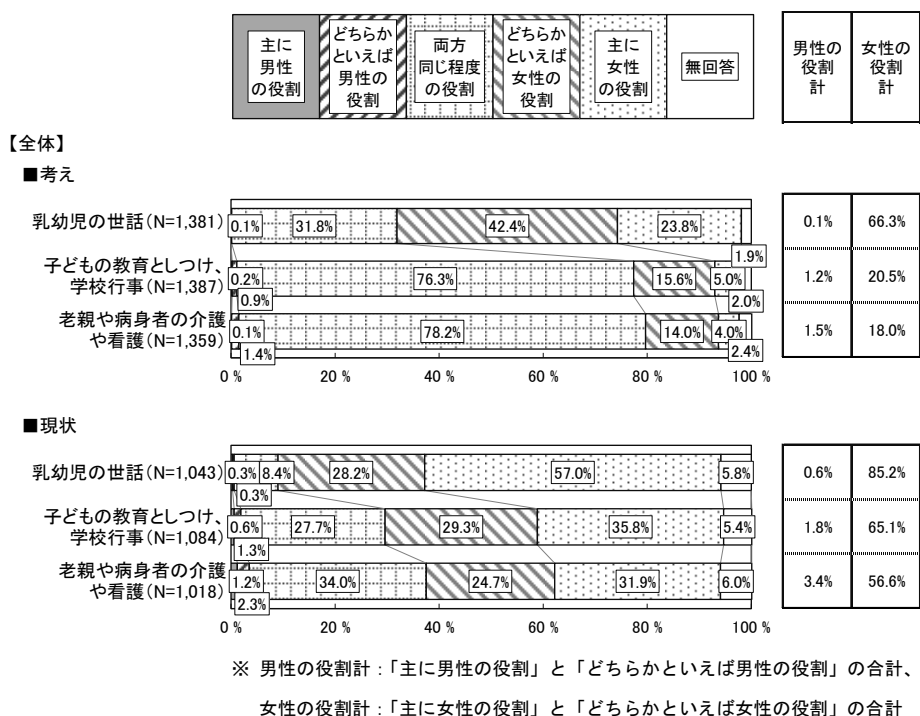 主に
男性
の役割
どちらか
といえば
男性の
役割
両方
同じ程度
の役割
どちらか
といえば
女性の
役割
主に
女性
の役割
無回答
男性の
役割
計
女性の
役割
計
【全体】
■考え
乳幼児の世話(N=1,381)
0.1% 31.8% 42.4% 23.8% 1.9% 0.1% 66.3%
子どもの教育としつけ、
学校行事(N=1,387)
0.2% 0.9% 76.3% 15.6% 5.0% 2.0% 1.2% 20.5%
老親や病身者の介護
や看護(N=1,359)
0.1% 1.4% 78.2% 14.0% 4.0% 2.4% 1.5% 18.0%
0 % 20 % 40 % 60 % 80 % 100 %
■現状
乳幼児の世話(N=1,043)
0.3% 0.3% 8.4% 28.2% 57.0% 5.8% 0.6% 85.2%
子どもの教育としつけ、
学校行事(N=1,084)
0.6% 1.3% 27.7% 29.3% 35.8% 5.4% 1.8% 65.1%
老親や病身者の介護
や看護(N=1,018)
1.2% 2.3% 34.0% 24.7% 31.9% 6.0% 3.4% 56.6%
0 % 20 % 40 % 60 % 80 % 100 %
※ 男性の役割計：「主に男性の役割」と「どちらかといえば男性の役割」の合計、
女性の役割計：「主に女性の役割」と「どちらかといえば女性の役割」の合計